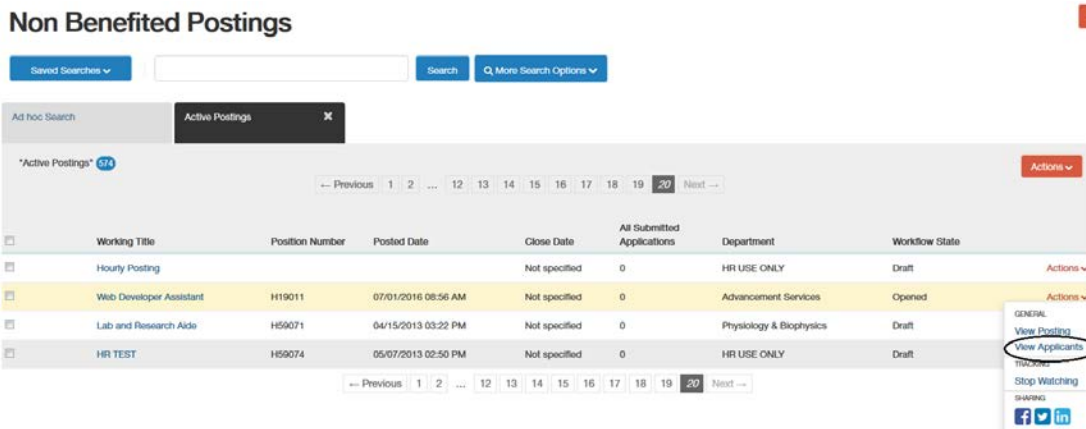 Non Benefited Postings
Saved Searches
Search
More Search Options
Ad hoc Search
Active Postings
"Active Postings" 574
← Previous 1 2 ... 12 13 14 15 16 17 18 19 20 Next →
Actions
Working Title Position Number Posted Date Close Date All Submitted Applications Department Workflow State
Hourly Posting Not specified 0 HR USE ONLY Draft Actions
Web Developer Assistant H19011 07/01/2016 08:56 AM Not specified 0 Advancement Services Opened Actions
Lab and Research Aide H59071 04/15/2013 03:22 PM Not specified 0 Physiology & Biophysics Draft
HR TEST H59074 05/07/2013 02:50 PM Not specified 0 HR USE ONLY Draft
GENERAL
View Posting
View Applicants
TRACKING
Stop Watching
SHARING
← Previous 1 2 ... 12 13 14 15 16 17 18 19 20 Next →